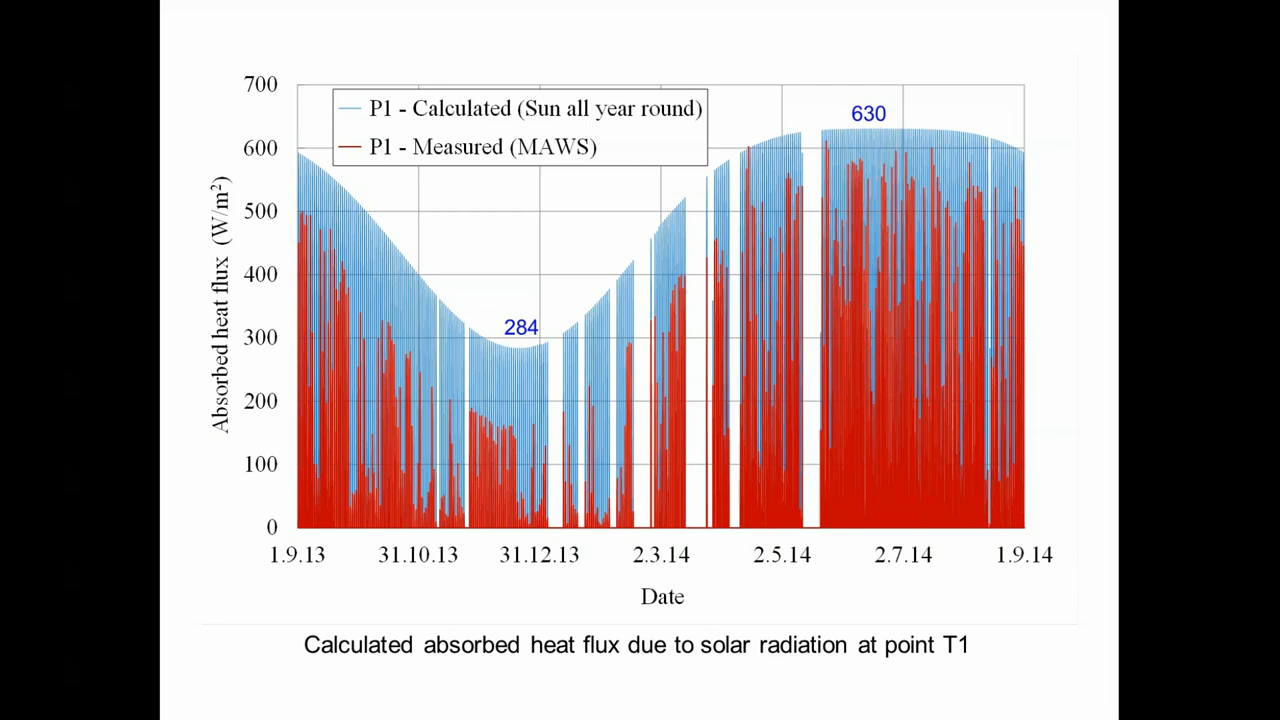 700
P1 - Calculated (Sun all year round)
630
P1 - Measured (MAWS)
600
500
400
300
284
200
100
0
Absorbed heat flux (W/m²)
1.9.13 31.10.13 31.12.13 2.3.14 2.5.14 2.7.14 1.9.14
Date
Calculated absorbed heat flux due to solar radiation at point T1